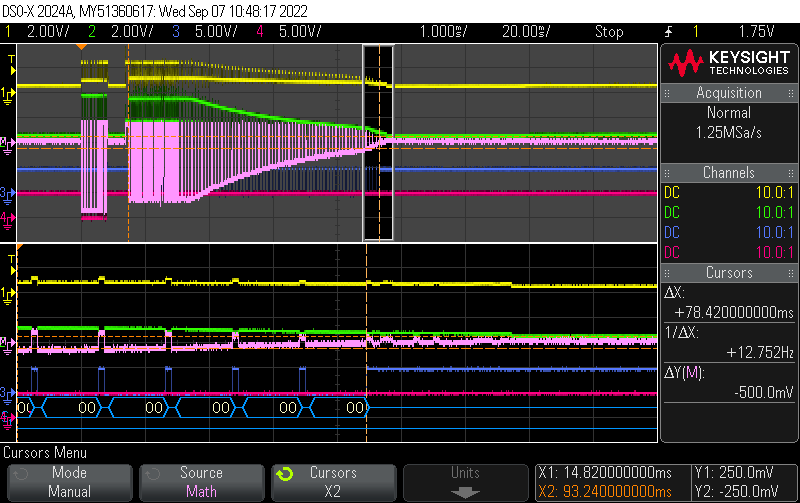 DSO-X 2024A, MY51360617: Wed Sep 07 10:48:17 2022
1 2.00V/ 2 2.00V/ 3 5.00V/ 4 5.00V/ 1.000s/ Stop 1 1.75V
KEYSIGHT
TECHNOLOGIES
Acquisition
Normal
1.25MSa/s
Channels
DC 10.0:1
DC 10.0:1
DC 10.0:1
DC 10.0:1
Cursors
ΔX:
+78.420000000ms
1/ΔX:
+12.752Hz
ΔY(M):
-500.0mV
T
1
M
3
4
T
1
M
3
00 00 00 00 00 00
Cursors Menu
Mode
Manual
Source
Math
Cursors
X2
Units
X1: 14.820000000ms Y1: 250.0mV
X2: 93.240000000ms Y2: -250.0mV